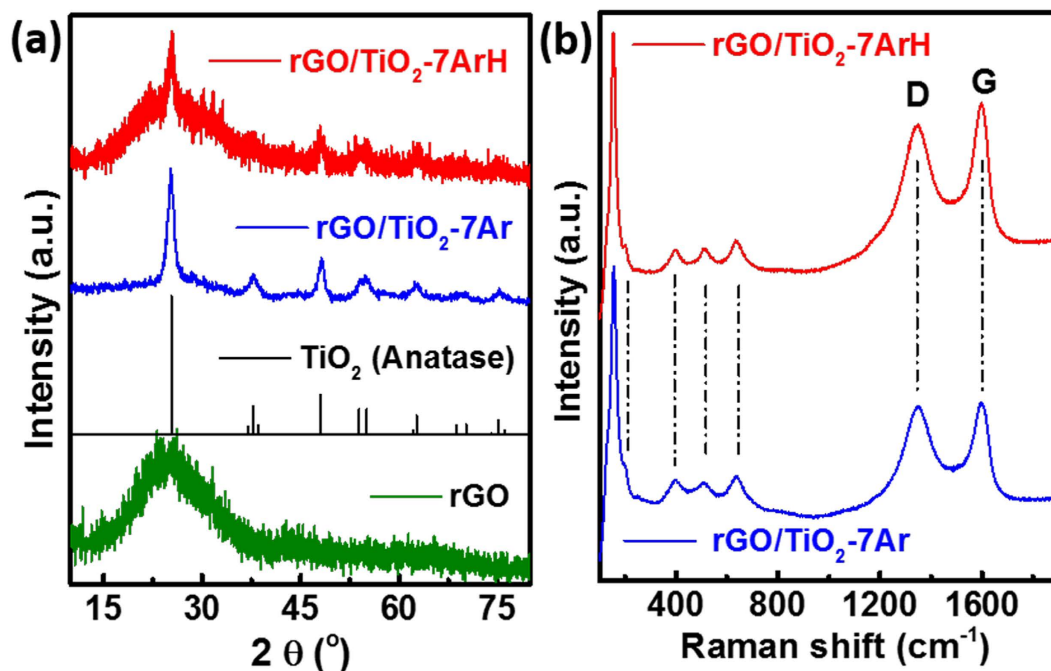 (a)
rGO/TiO₂-7ArH
rGO/TiO₂-7Ar
TiO₂ (Anatase)
rGO
Intensity (a.u.)
15 30 45 60 75
2 θ (°)
(b)
rGO/TiO₂-7ArH
D G
rGO/TiO₂-7Ar
Intensity (a.u.)
400 800 1200 1600
Raman shift (cm⁻¹)